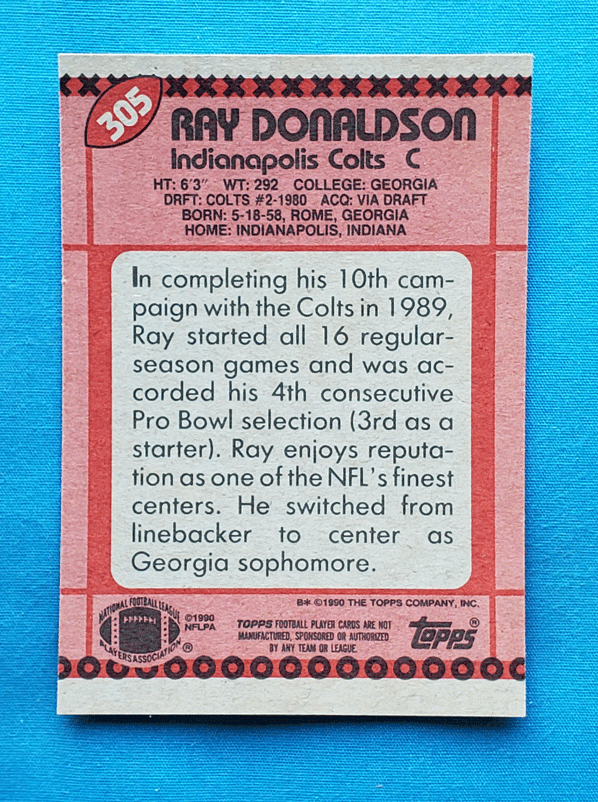 305
RAY DONALDSON
Indianapolis Colts C
HT: 6'3" WT: 292 COLLEGE: GEORGIA
DRFT: COLTS #2-1980 ACQ: VIA DRAFT
BORN: 5-18-58, ROME, GEORGIA
HOME: INDIANAPOLIS, INDIANA
In completing his 10th cam-
paign with the Colts in 1989,
Ray started all 16 regular-
season games and was ac-
corded his 4th consecutive
Pro Bowl selection (3rd as a
starter). Ray enjoys reputa-
tion as one of the NFL's finest
centers. He switched from
linebacker to center as
Georgia sophomore.
B* ©1990 THE TOPPS COMPANY, INC.
NATIONAL FOOTBALL LEAGUE
PLAYERS ASSOCIATION ®
©1990
NFLPA
TOPPS FOOTBALL PLAYER CARDS ARE NOT
MANUFACTURED, SPONSORED OR AUTHORIZED
BY ANY TEAM OR LEAGUE.
topps ®